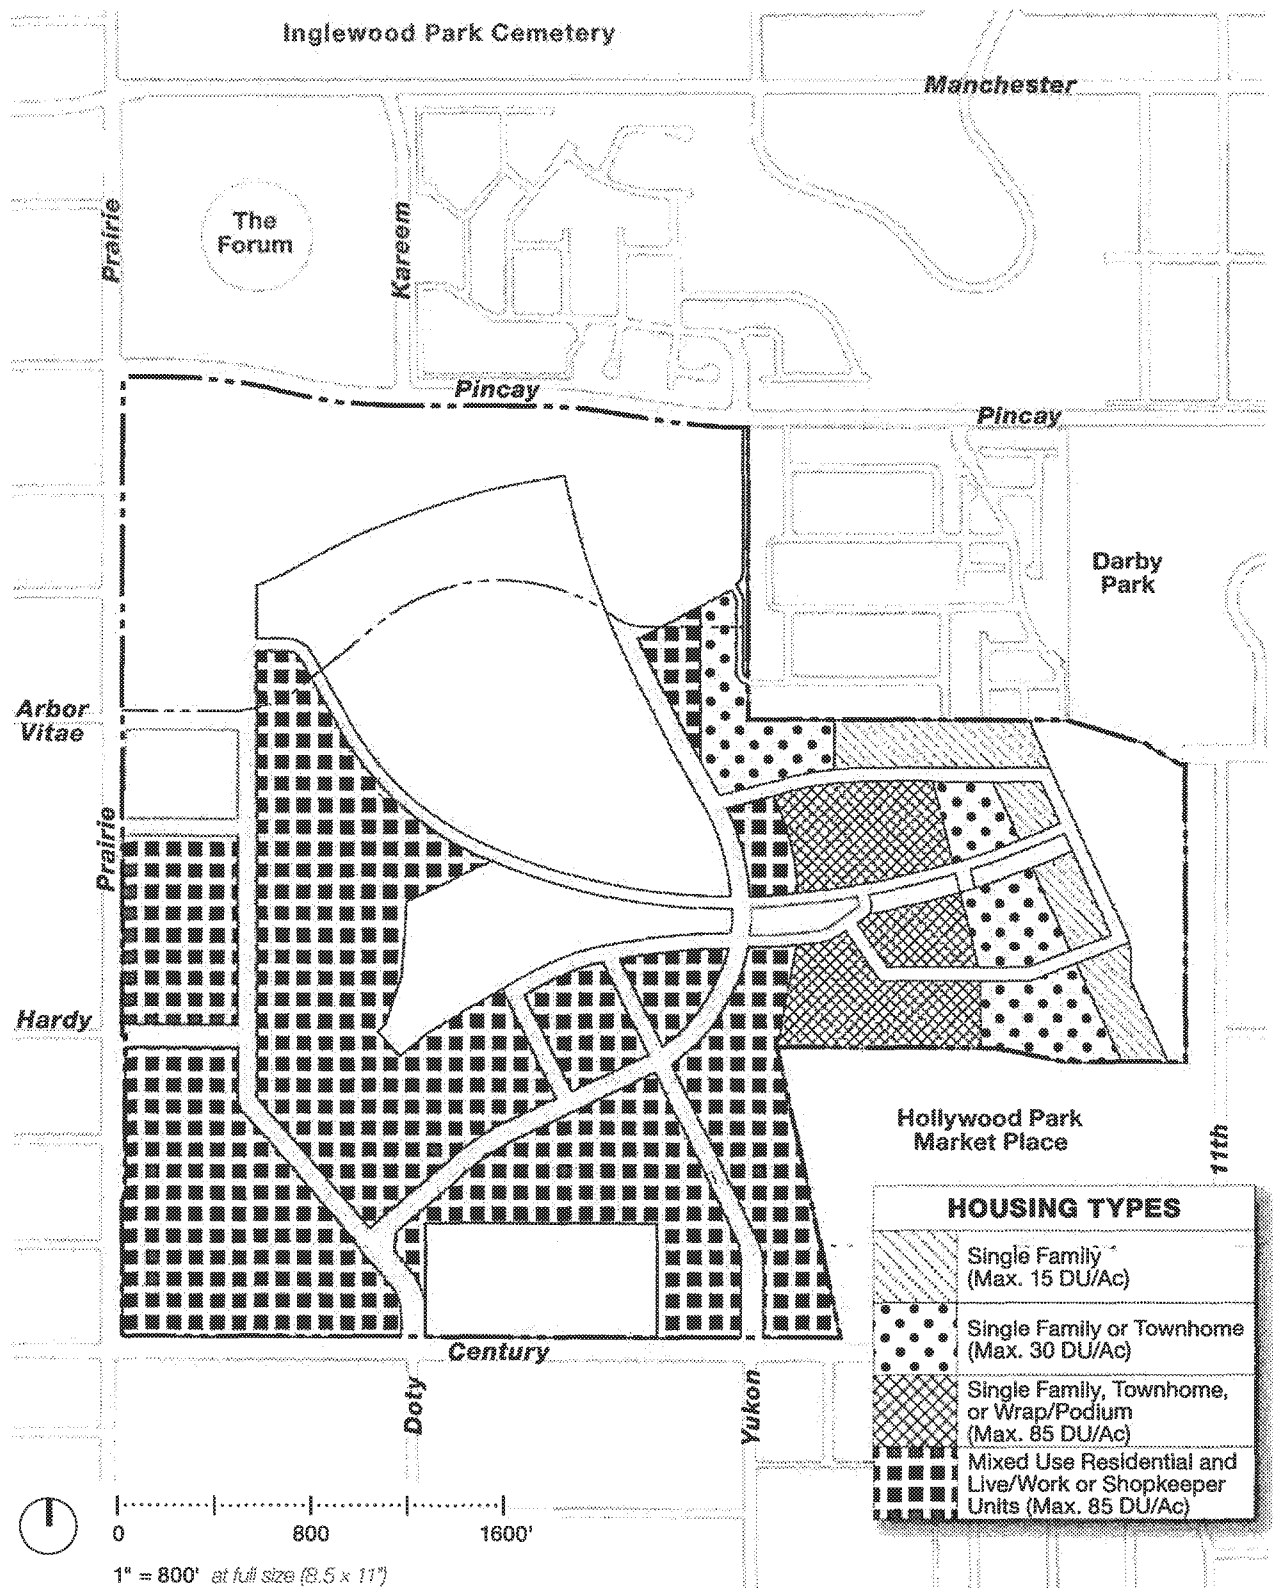 Inglewood Park Cemetery
Manchester
Prairie
The
Forum
Kareem
Pincay
Pincay
Darby
Park
Arbor
Vitae
Prairie
Hardy
Hollywood Park
Market Place
11th
HOUSING TYPES
Single Family
(Max. 15 DU/Ac)
Single Family or Townhome
(Max. 30 DU/Ac)
Single Family, Townhome,
or Wrap/Podium
(Max. 85 DU/Ac)
Mixed Use Residential and
Live/Work or Shopkeeper
Units (Max. 85 DU/Ac)
Century
Doty
Yukon
0 800 1600'
1" = 800' at full size (8.5 x 11")